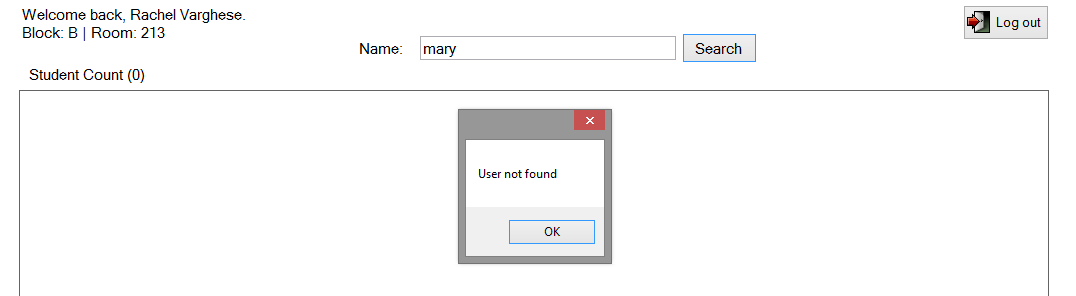 Welcome back, Rachel Varghese.
Block: B | Room: 213
Log out
Name: mary Search
Student Count (0)
User not found
OK